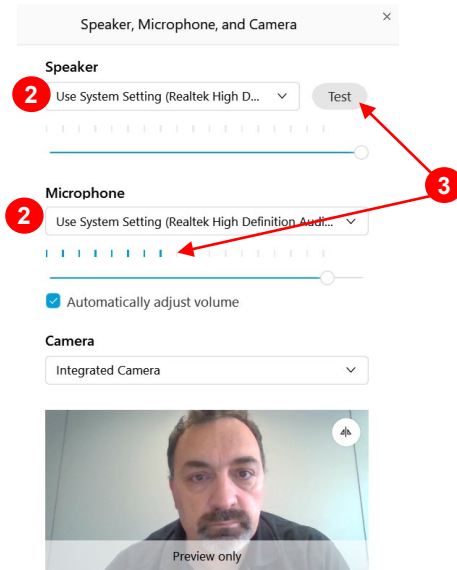 Speaker, Microphone, and Camera
Speaker
2
Use System Setting (Realtek High D...
Test
3
Microphone
2
Use System Setting (Realtek High Definition Audi...
Automatically adjust volume
Camera
Integrated Camera
Preview only